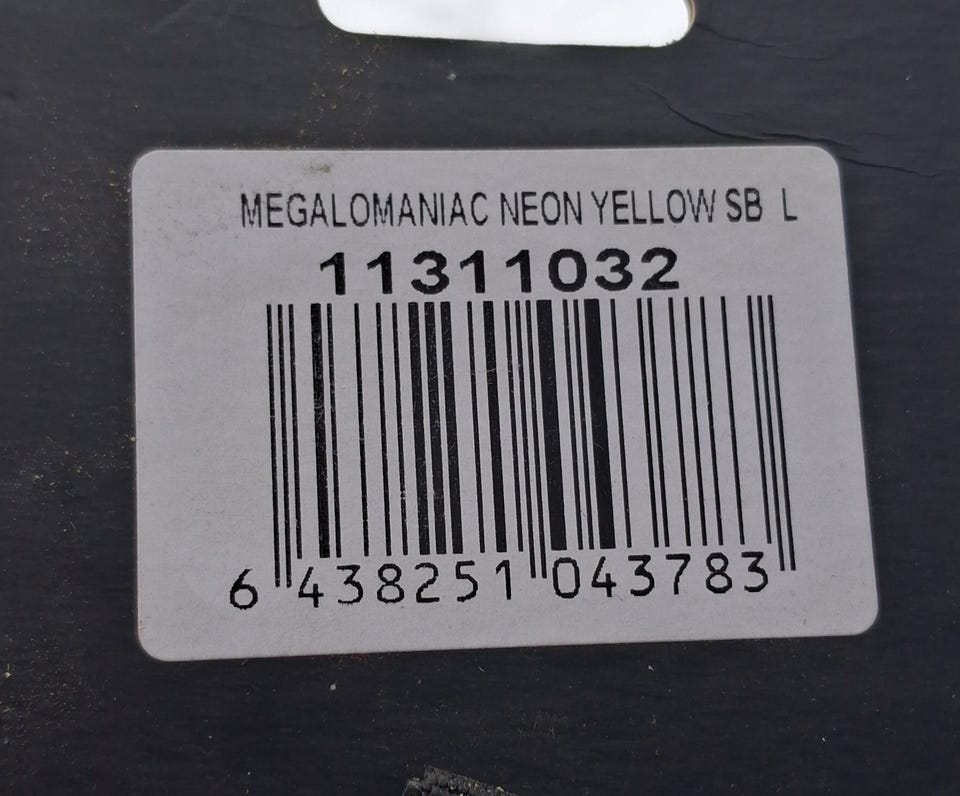 MEGALOMANIAC NEON YELLOW SB L
11311032
6 438251 043783